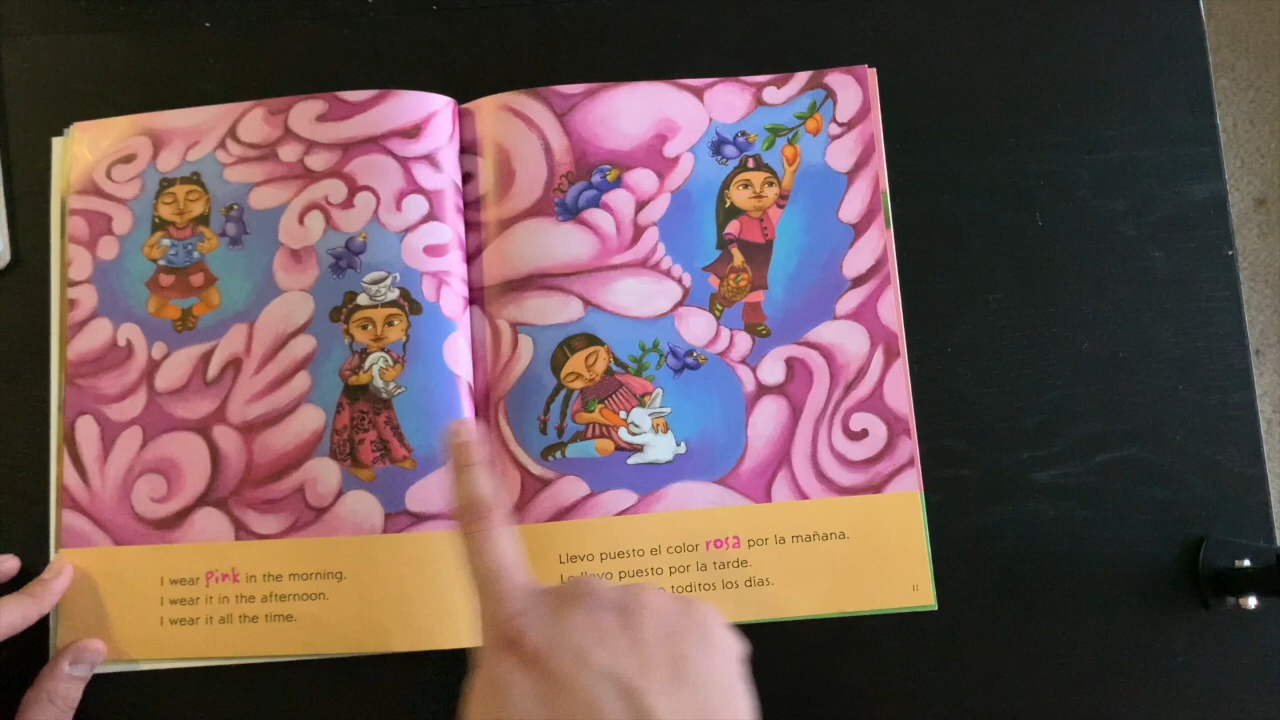 I wear pink in the morning.
I wear it in the afternoon.
I wear it all the time.
Llevo puesto el color rosa por la mañana.
puesto por la tarde.
toditos los días.
11